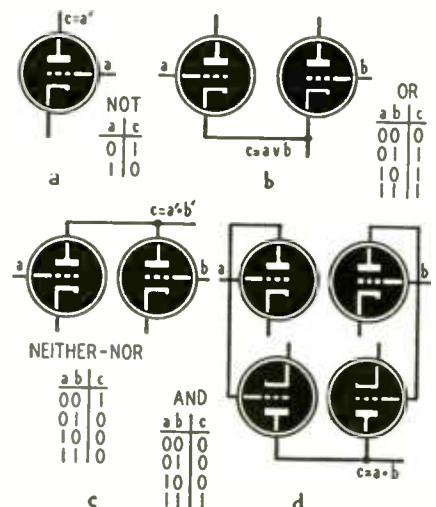 c=a'
a
NOT
a c
0 1
1 0
a
a
b
c=a v b
b
OR
a b c
0 0 0
0 1 1
1 0 1
1 1 1
c=a'•b'
a
b
NEITHER-NOR
a b c
0 0 1
0 1 0
1 0 0
1 1 0
c
AND
a b c
0 0 0
0 1 0
1 0 0
1 1 1
a
b
c=a•b
d